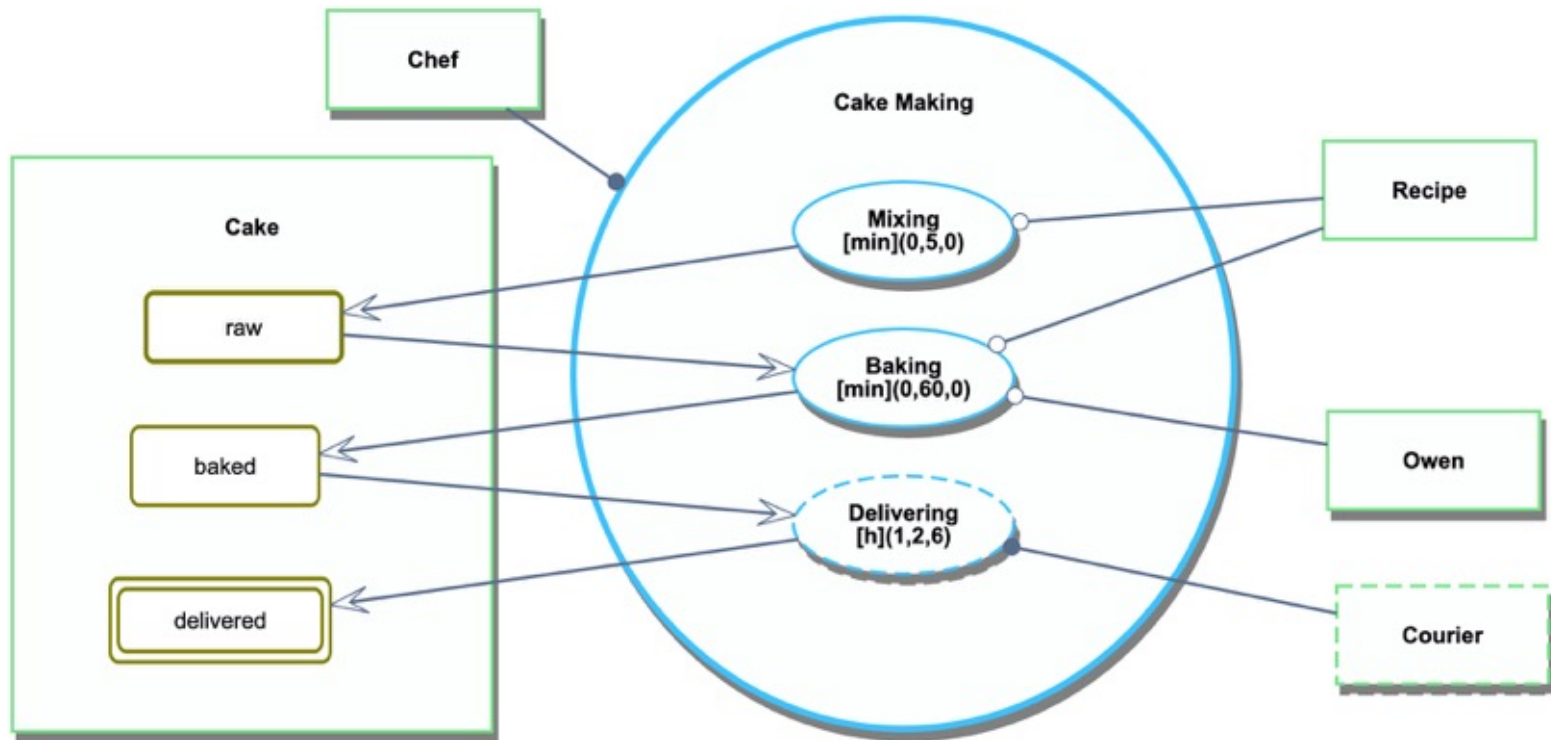 Chef
Cake Making
Cake
Mixing
[min](0,5,0)
Recipe
raw
Baking
[min](0,60,0)
baked
Owen
Delivering
[h](1,2,6)
delivered
Courier